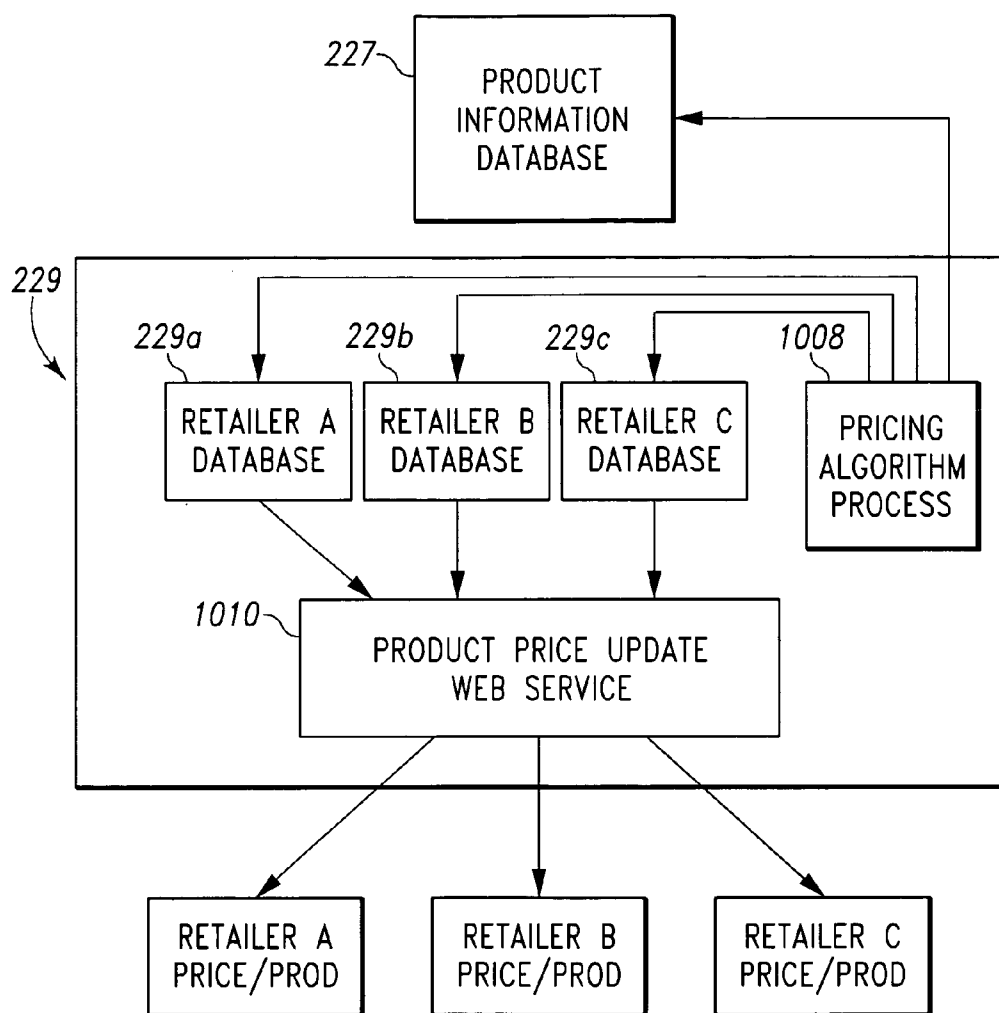 227
PRODUCT
INFORMATION
DATABASE
229
229a
229b
229c
1008
RETAILER A
DATABASE
RETAILER B
DATABASE
RETAILER C
DATABASE
PRICING
ALGORITHM
PROCESS
1010
PRODUCT PRICE UPDATE
WEB SERVICE
RETAILER A
PRICE/PROD
RETAILER B
PRICE/PROD
RETAILER C
PRICE/PROD